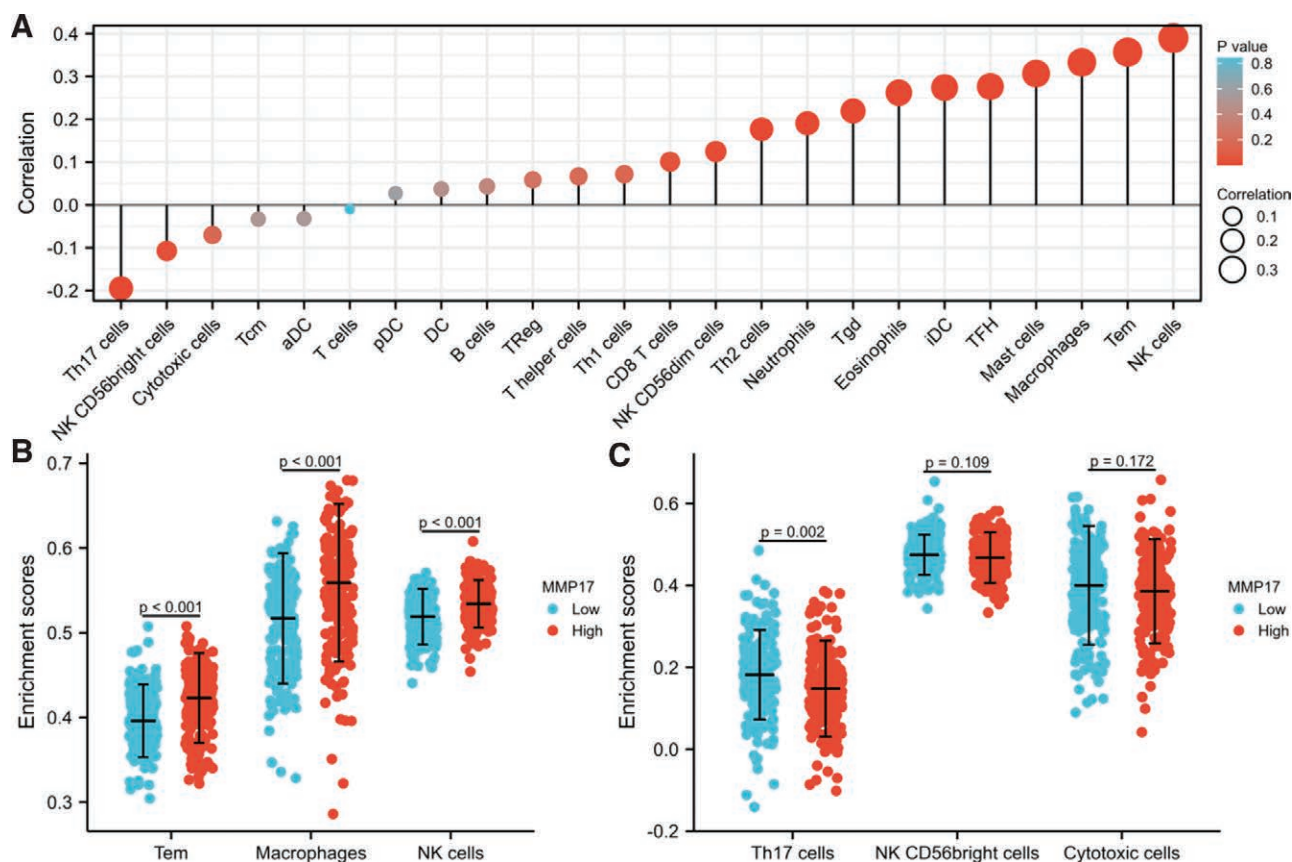 A
Correlation
0.4
0.3
0.2
0.1
0.0
-0.1
-0.2
Th17 cells
NK CD56bright cells
Cytotoxic cells
Tcm
aDC
T cells
pDC
DC
B cells
TReg
T helper cells
Th1 cells
CD8 T cells
NK CD56dim cells
Th2 cells
Neutrophils
Tgd
Eosinophils
iDC
TFH
Mast cells
Macrophages
Tem
NK cells
P value
0.8
0.6
0.4
0.2
Correlation
0.1
0.2
0.3
B
Enrichment scores
0.7
0.6
0.5
0.4
0.3
p < 0.001
p < 0.001
p < 0.001
Tem
Macrophages
NK cells
MMP17
Low
High
C
Enrichment scores
0.6
0.4
0.2
0.0
-0.2
p = 0.002
p = 0.109
p = 0.172
Th17 cells
NK CD56bright cells
Cytotoxic cells
MMP17
Low
High